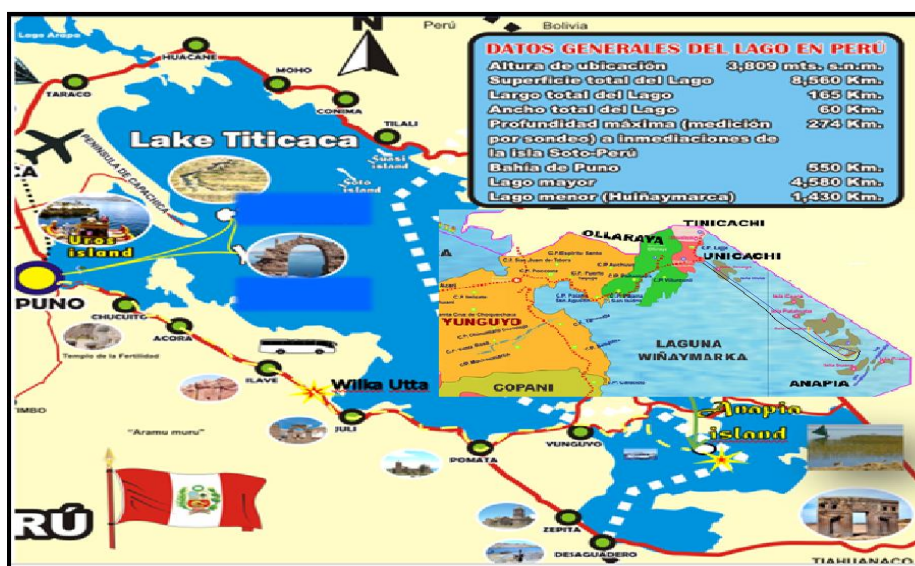 Perú
Bolivia
Lago Arapa
HUACANE
N
MOHO
TARACO
CONIMA
TILALI
DATOS GENERALES DEL LAGO EN PERÚ
Altura de ubicación 3,809 mts. s.n.m.
Superficie total del Lago 8,560 Km.
Largo total del Lago 165 Km.
Ancho total del Lago 60 Km.
Profundidad máxima (medición 274 Km.
por sondeo) a inmediaciones de
la isla Soto-Perú
Bahía de Puno 550 Km.
Lago mayor 4,580 Km.
Lago menor (Huiñaymarca) 1,430 Km.
Lake Titicaca
PENINSULA DE CAPACHICA
Suasi
island
Soto
island
CA
Uros
island
PUNO
CHUCUITO
Templo de la Fertilidad
ACORA
ILAVE
Wilka Utta
JULI
"Aramu muru"
TIMBO
POMATA
YUNGUYO
Anapia
island
ZEPITA
DESAGUADERO
TIAHUANACO
RÚ
TINICACHI
OLLARAYA
UNICACHI
YUNGUYO
LAGUNA
WIÑAYMARKA
COPANI
ANAPIA